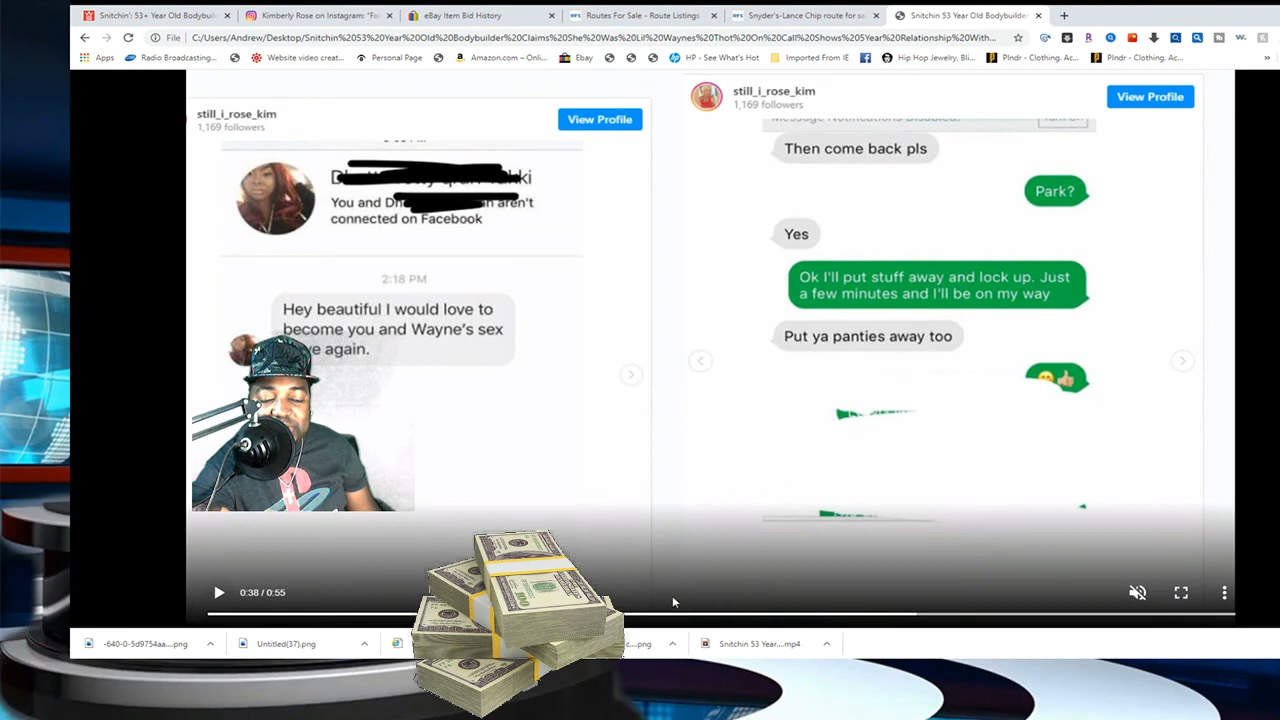 Snitchin': 53+ Year Old Bodybuil
Kimberly Rose on Instagram: "Fai
eBay Item Bid History
Routes For Sale - Route Listings
Snyder's-Lance Chip route for sa
Snitchin 53 Year Old Bodybuilde
File
C:/Users/Andrew/Desktop/Snitchin%2053%20Year%20Old%20Bodybuilder%20Claims%20She%20Was%20Lil%20Waynes%20Thot%20On%20Call%20Shows%205Year%20Relationship%20With...
Apps
Radio Broadcasting...
Website video creat...
Personal Page
Amazon.com – Onli...
Ebay
HP - See What's Hot
Imported From IE
Hip Hop Jewelry, Bli...
Plndr - Clothing, Ac...
Plndr - Clothing, Ac...
still_i_rose_kim
1,169 followers
View Profile
You and
aren't
connected on Facebook
2:18 PM
Hey beautiful I would love to
become you and Wayne's sex
again.
still_i_rose_kim
1,169 followers
View Profile
Message Notifications Disabled.
Then come back pls
Park?
Yes
Ok I'll put stuff away and lock up. Just
a few minutes and I'll be on my way
Put ya panties away too
0:38 / 0:55
-640-0-5d9754aa....png
Untitled(37).png
c....png
Snitchin 53 Year....mp4